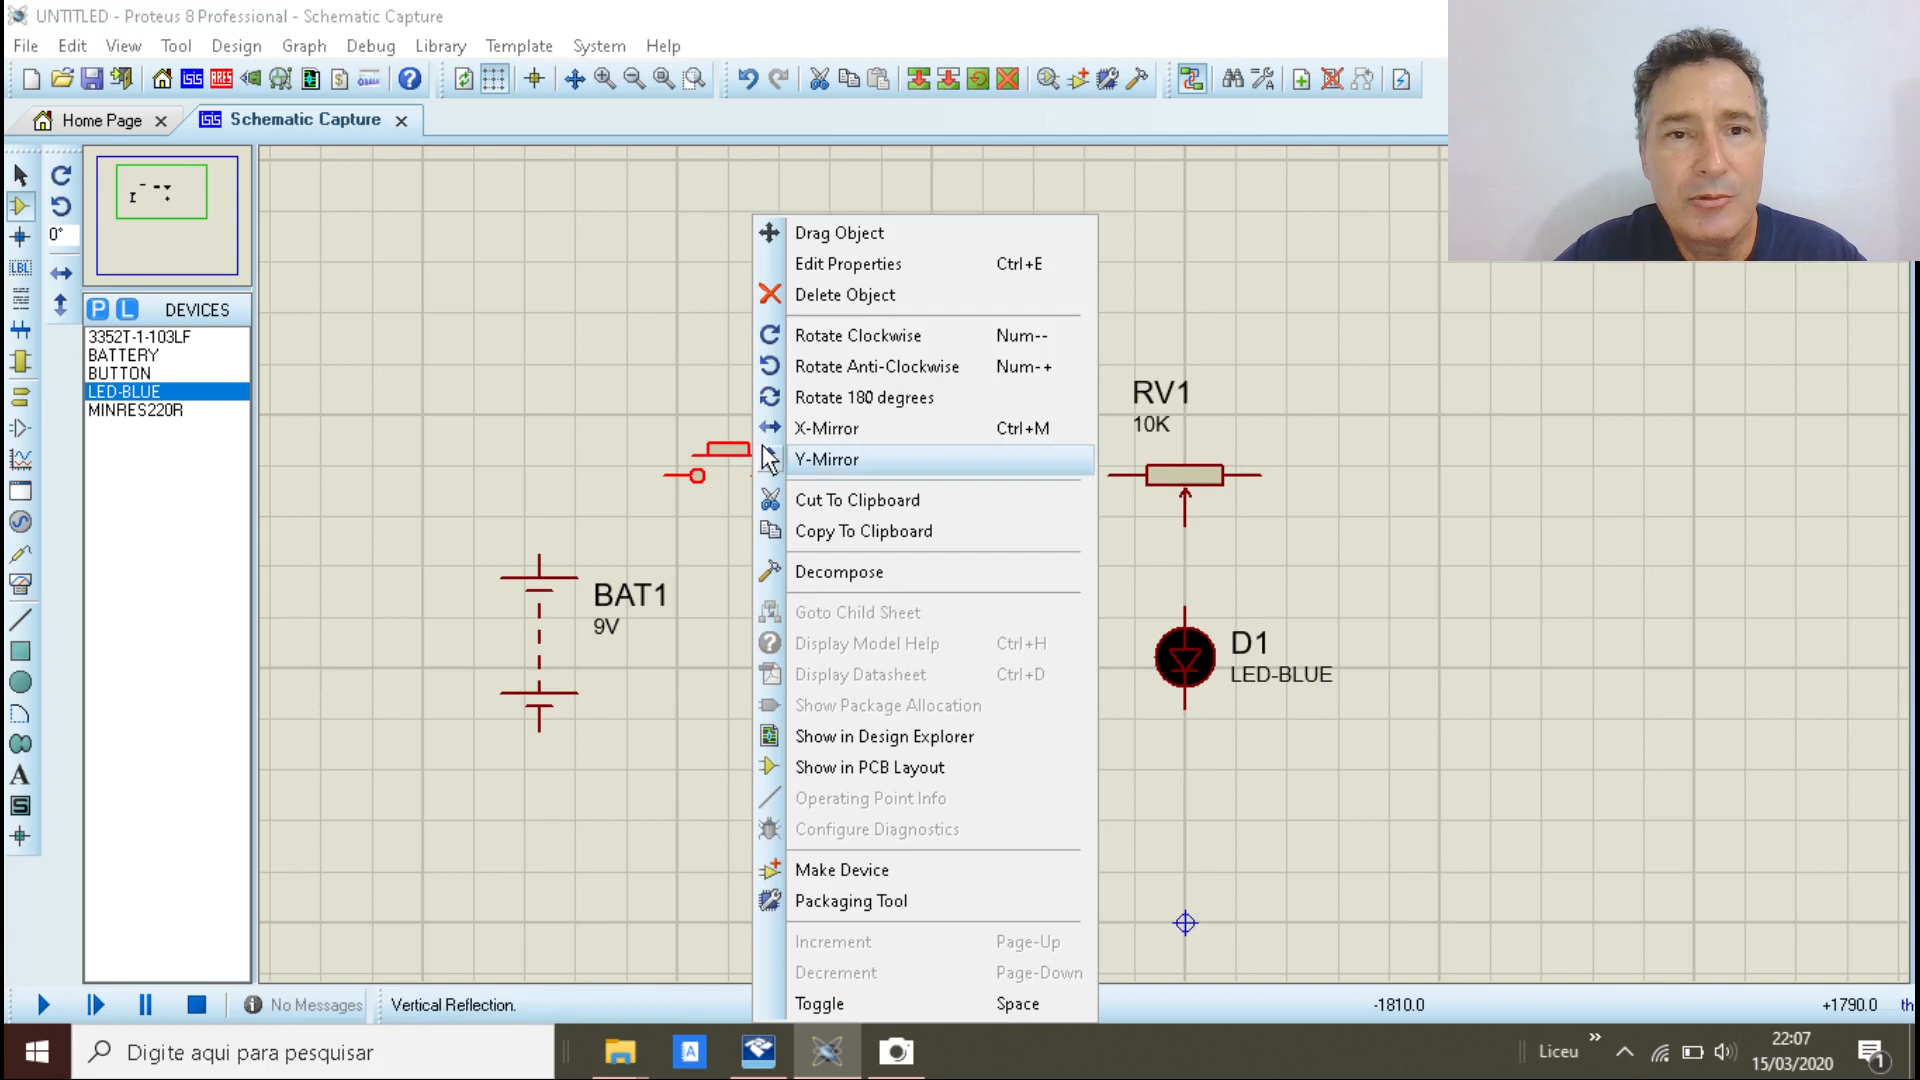 UNTITLED - Proteus 8 Professional - Schematic Capture
File Edit View Tool Design Graph Debug Library Template System Help
Home Page
Schematic Capture
0°
LBL
P L DEVICES
3352T-1-103LF
BATTERY
BUTTON
LED-BLUE
MINRES220R
Drag Object
Edit Properties Ctrl+E
Delete Object
Rotate Clockwise Num--
Rotate Anti-Clockwise Num-+
Rotate 180 degrees
X-Mirror Ctrl+M
Y-Mirror
Cut To Clipboard
Copy To Clipboard
Decompose
Goto Child Sheet
Display Model Help Ctrl+H
Display Datasheet Ctrl+D
Show Package Allocation
Show in Design Explorer
Show in PCB Layout
Operating Point Info
Configure Diagnostics
Make Device
Packaging Tool
Increment Page-Up
Decrement Page-Down
Toggle Space
BAT1
9V
RV1
10K
D1
LED-BLUE
No Messages
Vertical Reflection.
-1810.0
+1790.0
th
Digite aqui para pesquisar
Liceu
22:07
15/03/2020
1